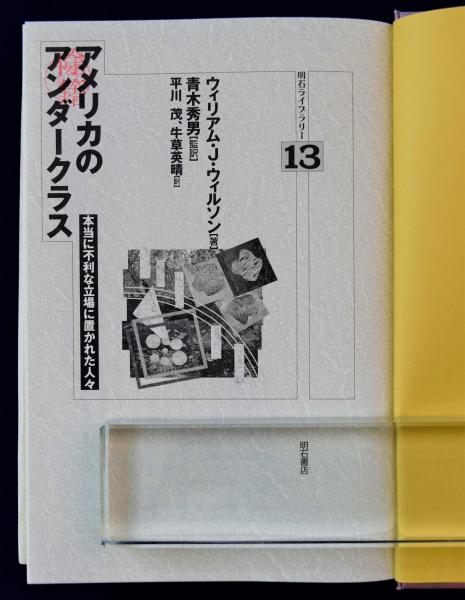 明石ライブラリー
13
ウィリアム・J・ウィルソン[著]
青木秀男[監訳]
平川 茂、牛草英晴[訳]
アメリカの
アンダークラス
本当に不利な立場に置かれた人々
除籍
明石書店